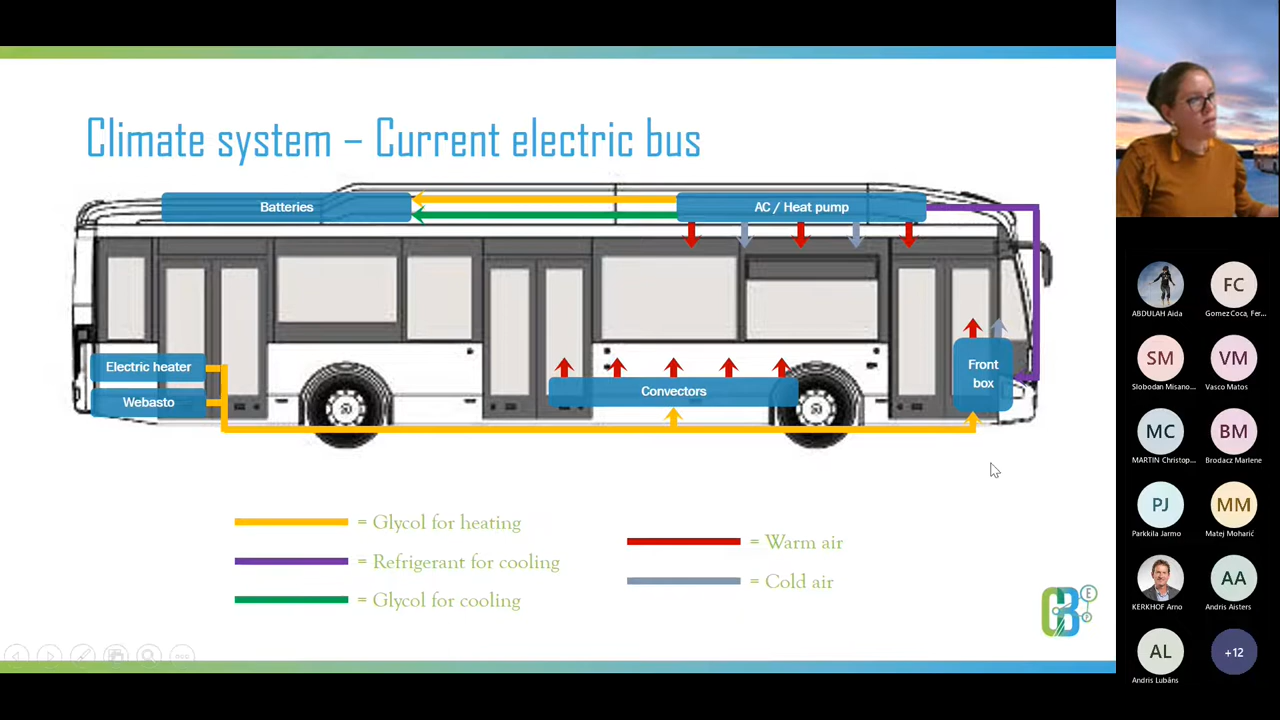 Climate system – Current electric bus
Batteries
AC / Heat pump
Electric heater
Webasto
Convectors
Front
box
= Glycol for heating
= Refrigerant for cooling
= Glycol for cooling
= Warm air
= Cold air
CB
E
P
ABDULAH Aida
FC
Gomez Coca, Fer...
SM
Slobodan Misano...
VM
Vasco Matos
MC
MARTIN Christop...
BM
Brodacz Marlene
PJ
Parkkila Jarmo
MM
Matej Moharić
KERKHOF Arno
AA
Andris Aisters
AL
Andris Lubāns
+12